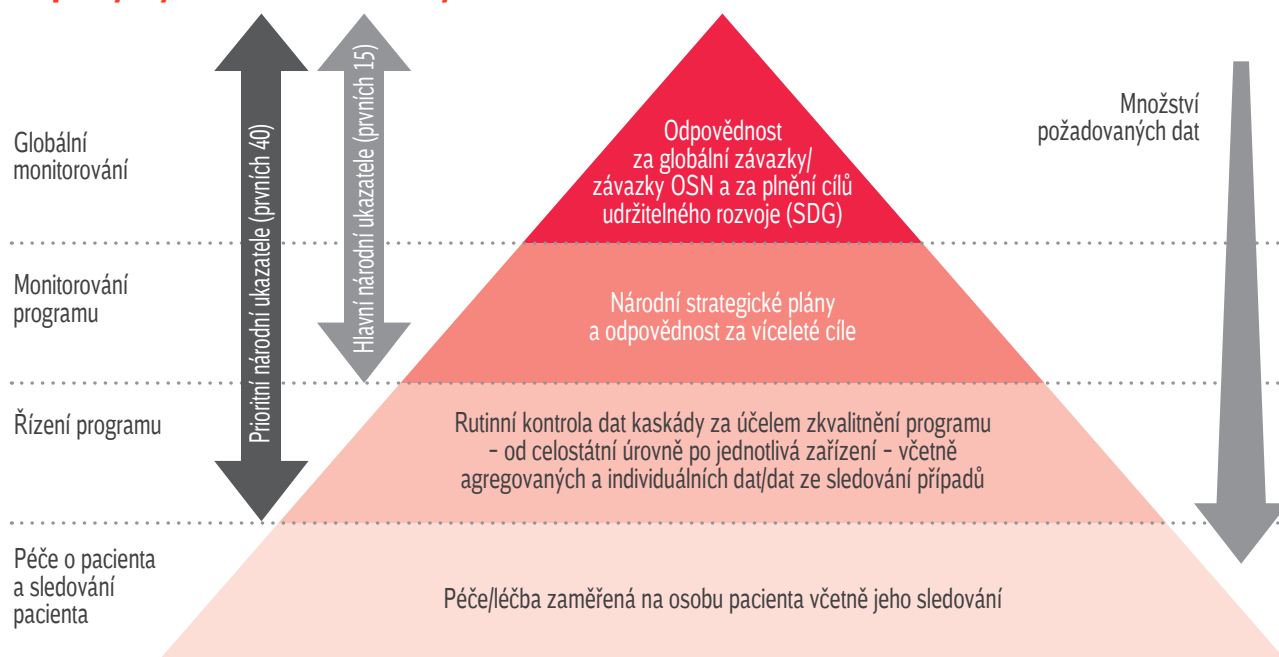 Globální
monitorování
Monitorování
programu
Řízení programu
Péče o pacienta
a sledování
pacienta
Prioritní národní ukazatele (prvních 40)
Hlavní národní ukazatele (prvních 15)
Odpovědnost
za globální závazky/
závazky OSN a za plnění cílů
udržitelného rozvoje (SDG)
Národní strategické plány
a odpovědnost za víceleté cíle
Rutinní kontrola dat kaskády za účelem zkvalitnění programu
– od celostátní úrovně po jednotlivá zařízení – včetně
agregovaných a individuálních dat/dat ze sledování případů
Péče/léčba zaměřená na osobu pacienta včetně jeho sledování
Množství
požadovaných dat